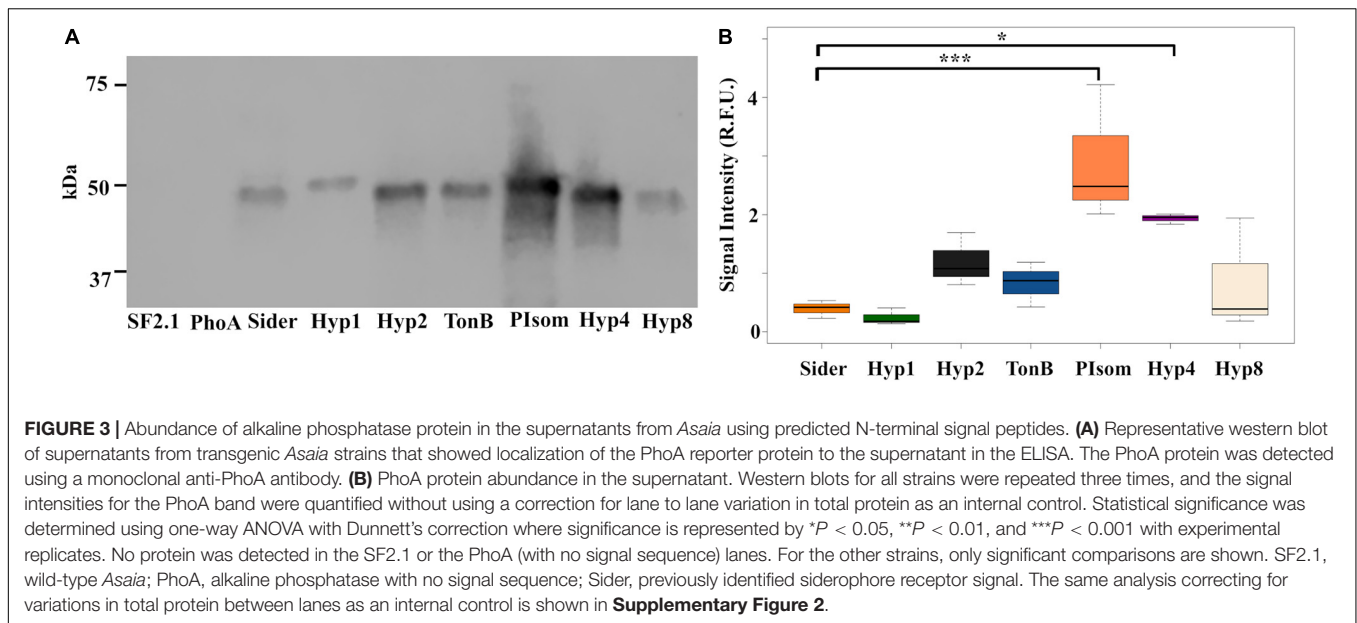 A
75
50
37
kDa
SF2.1 PhoA Sider Hyp1 Hyp2 TonB PIsom Hyp4 Hyp8
B
*
***
Signal Intensity (R.F.U.)
4
2
0
Sider Hyp1 Hyp2 TonB PIsom Hyp4 Hyp8
FIGURE 3 | Abundance of alkaline phosphatase protein in the supernatants from Asaia using predicted N-terminal signal peptides. (A) Representative western blot
of supernatants from transgenic Asaia strains that showed localization of the PhoA reporter protein to the supernatant in the ELISA. The PhoA protein was detected
using a monoclonal anti-PhoA antibody. (B) PhoA protein abundance in the supernatant. Western blots for all strains were repeated three times, and the signal
intensities for the PhoA band were quantified without using a correction for lane to lane variation in total protein as an internal control. Statistical significance was
determined using one-way ANOVA with Dunnett's correction where significance is represented by *P < 0.05, **P < 0.01, and ***P < 0.001 with experimental
replicates. No protein was detected in the SF2.1 or the PhoA (with no signal sequence) lanes. For the other strains, only significant comparisons are shown. SF2.1,
wild-type Asaia; PhoA, alkaline phosphatase with no signal sequence; Sider, previously identified siderophore receptor signal. The same analysis correcting for
variations in total protein between lanes as an internal control is shown in Supplementary Figure 2.